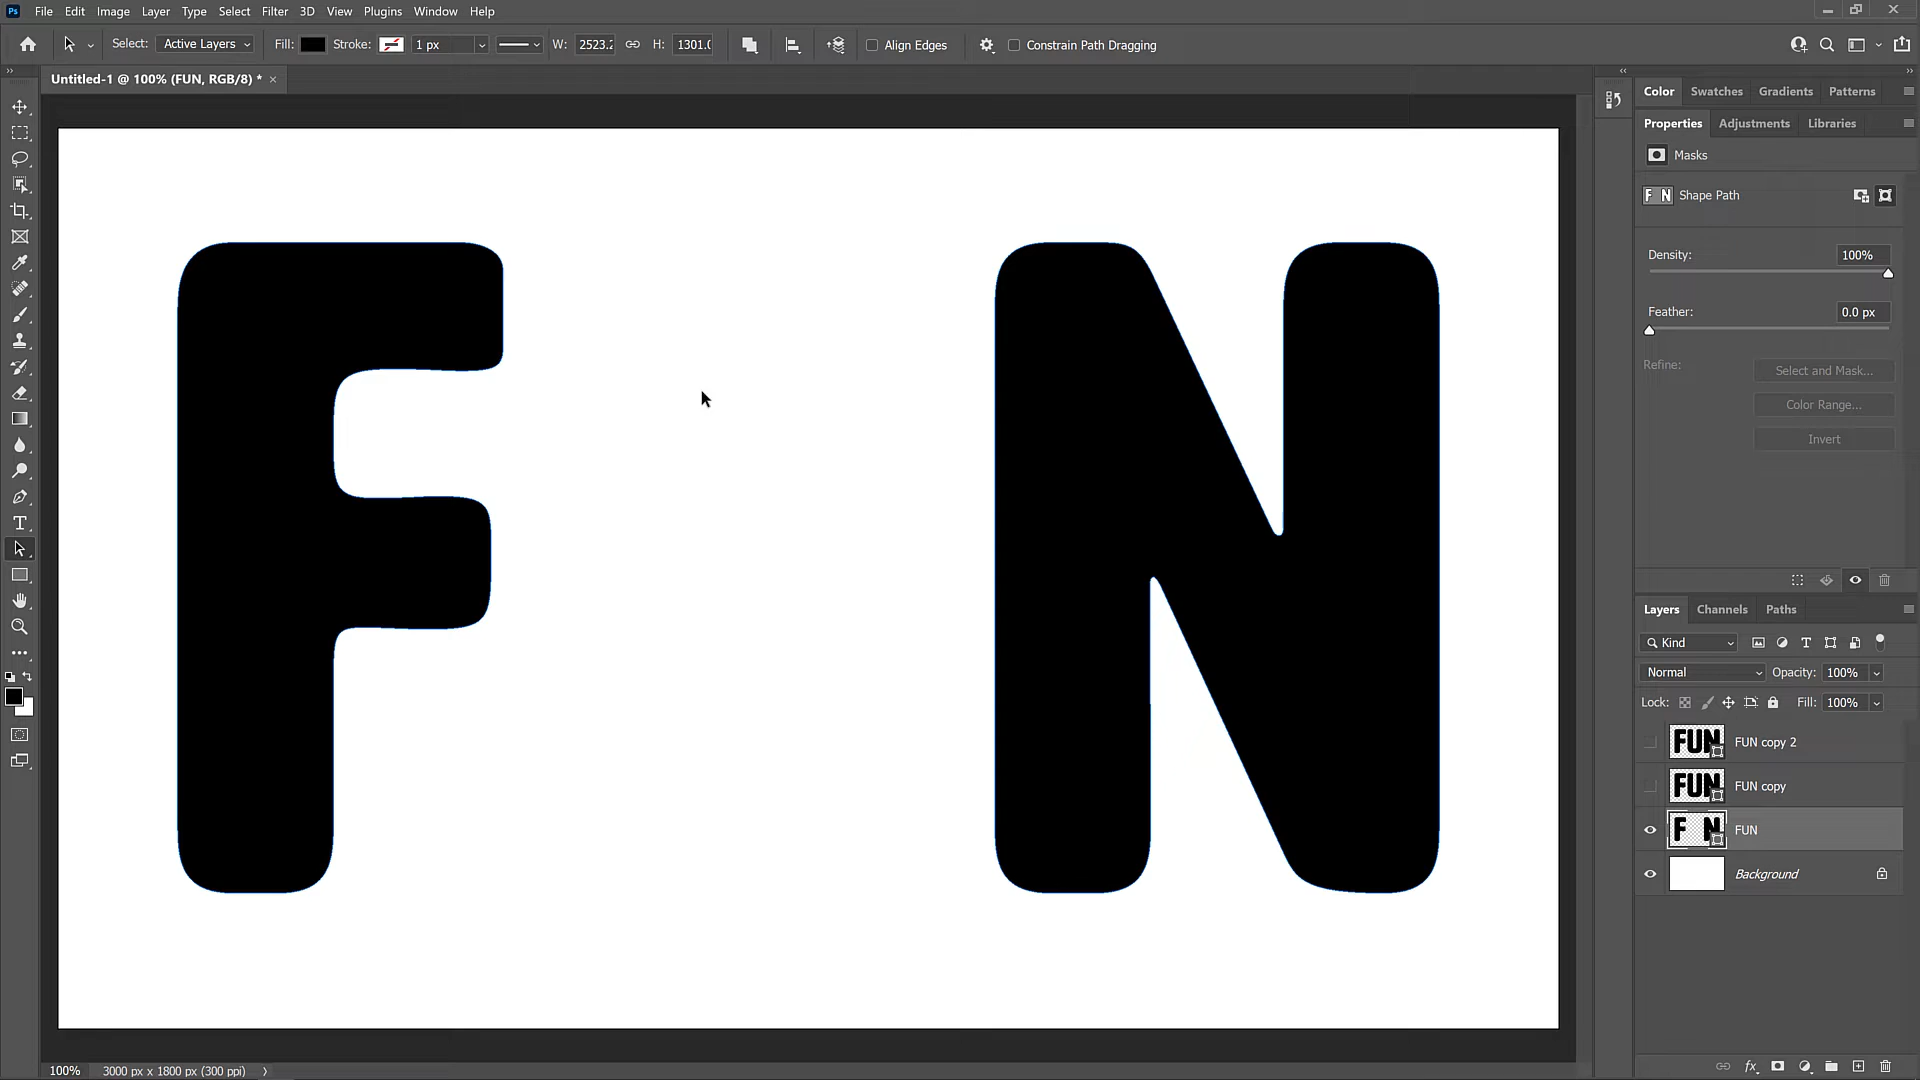 Ps File Edit Image Layer Type Select Filter 3D View Plugins Window Help
Select: Active Layers Fill: Stroke: 1 px W: 2523.2 H: 1301.0 Align Edges Constrain Path Dragging
Untitled-1 @ 100% (FUN, RGB/8) * ×
Color Swatches Gradients Patterns
Properties Adjustments Libraries
Masks
F N Shape Path
Density: 100%
Feather: 0.0 px
Refine: Select and Mask...
Color Range...
Invert
F N
Layers Channels Paths
Kind
Normal Opacity: 100%
Lock: Fill: 100%
FUN FUN copy 2
FUN FUN copy
F N FUN
Background
100% 3000 px x 1800 px (300 ppi)